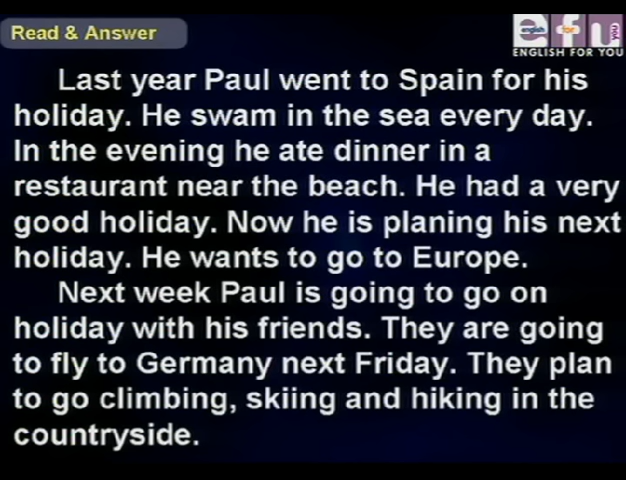 Read & Answer
english for you
efu
ENGLISH FOR YOU
Last year Paul went to Spain for his
holiday. He swam in the sea every day.
In the evening he ate dinner in a
restaurant near the beach. He had a very
good holiday. Now he is planing his next
holiday. He wants to go to Europe.
Next week Paul is going to go on
holiday with his friends. They are going
to fly to Germany next Friday. They plan
to go climbing, skiing and hiking in the
countryside.